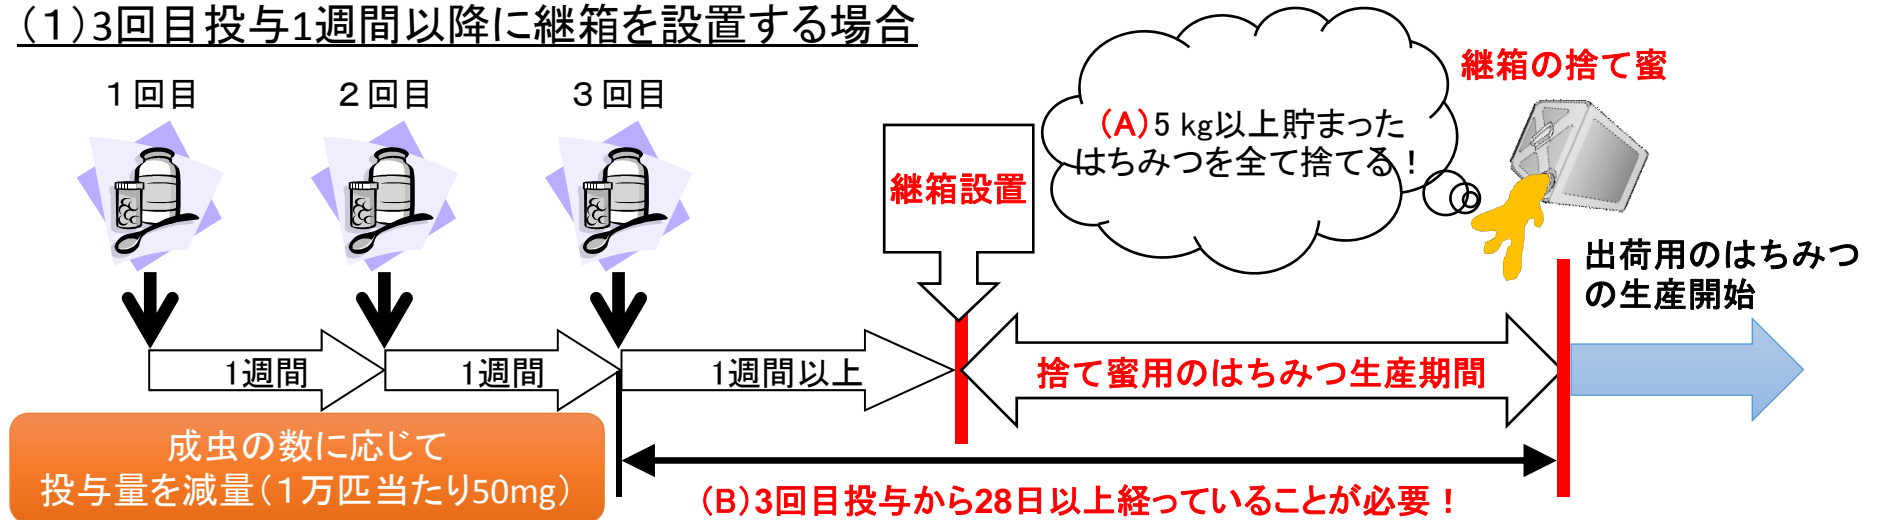 （１）3回目投与1週間以降に継箱を設置する場合
１回目
２回目
３回目
継箱設置
（A）5 kg以上貯まった
はちみつを全て捨てる！
継箱の捨て蜜
出荷用のはちみつ
の生産開始
1週間
1週間
1週間以上
捨て蜜用のはちみつ生産期間
成虫の数に応じて
投与量を減量（１万匹当たり50mg）
（B）3回目投与から28日以上経っていることが必要！